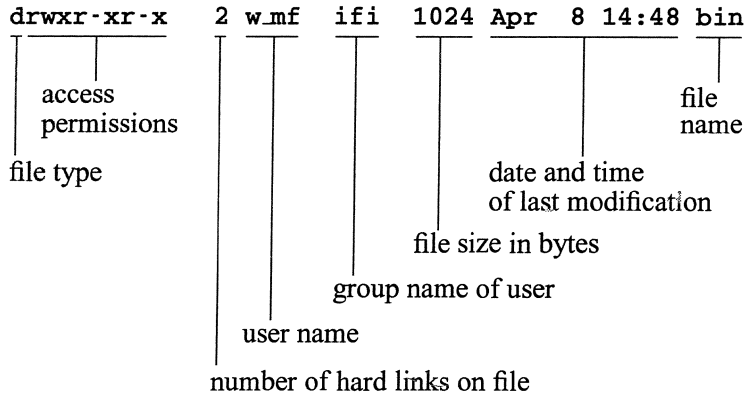 drwxr-xr-x 2 w_mf ifi 1024 Apr 8 14:48 bin
access
permissions
file
name
file type
date and time
of last modification
file size in bytes
group name of user
user name
number of hard links on file